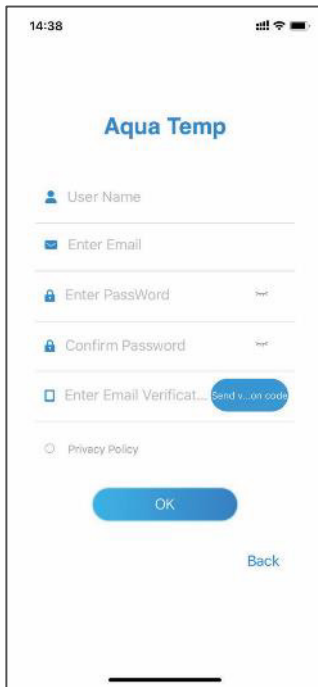 14:38
Aqua Temp
User Name
Enter Email
Enter PassWord
Confirm Password
Enter Email Verificat... Send v...on code
Privacy Policy
OK
Back